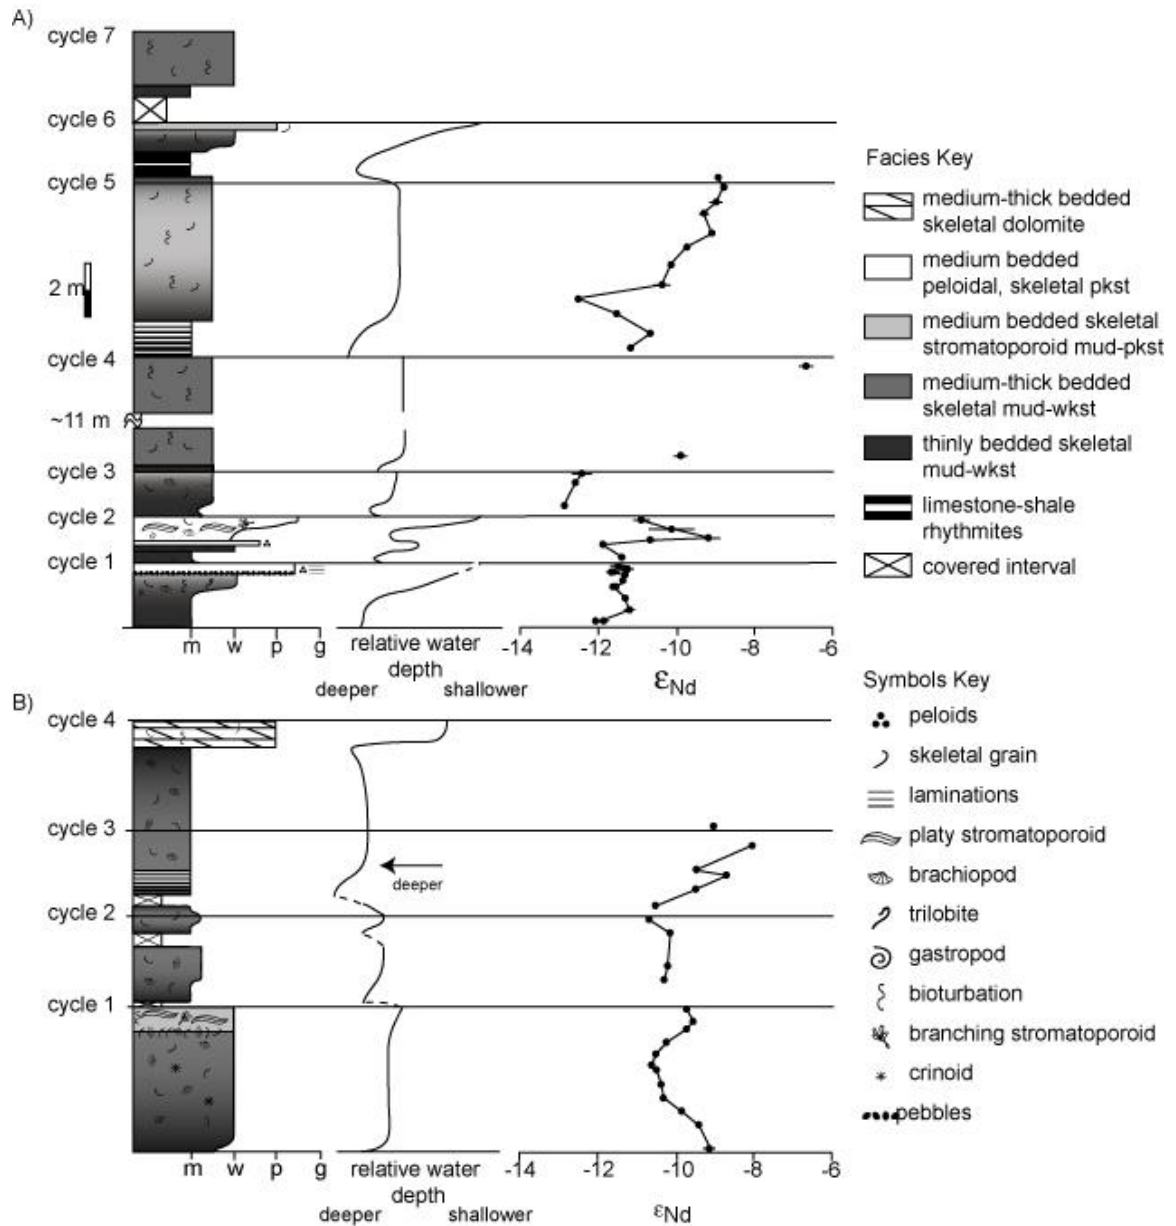 A)
cycle 7
cycle 6
cycle 5
2 m
cycle 4
~11 m
cycle 3
cycle 2
cycle 1
m w p g
relative water
depth
deeper shallower
-14 -12 -10 -8 -6
εNd
Facies Key
medium-thick bedded
skeletal dolomite
medium bedded
peloidal, skeletal pkst
medium bedded skeletal
stromatoporoid mud-pkst
medium-thick bedded
skeletal mud-wkst
thinly bedded skeletal
mud-wkst
limestone-shale
rhythmites
covered interval
B)
cycle 4
cycle 3
deeper
cycle 2
cycle 1
m w p g
relative water
depth
deeper shallower
-14 -12 -10 -8 -6
εNd
Symbols Key
peloids
skeletal grain
laminations
platy stromatoporoid
brachiopod
trilobite
gastropod
bioturbation
branching stromatoporoid
crinoid
pebbles